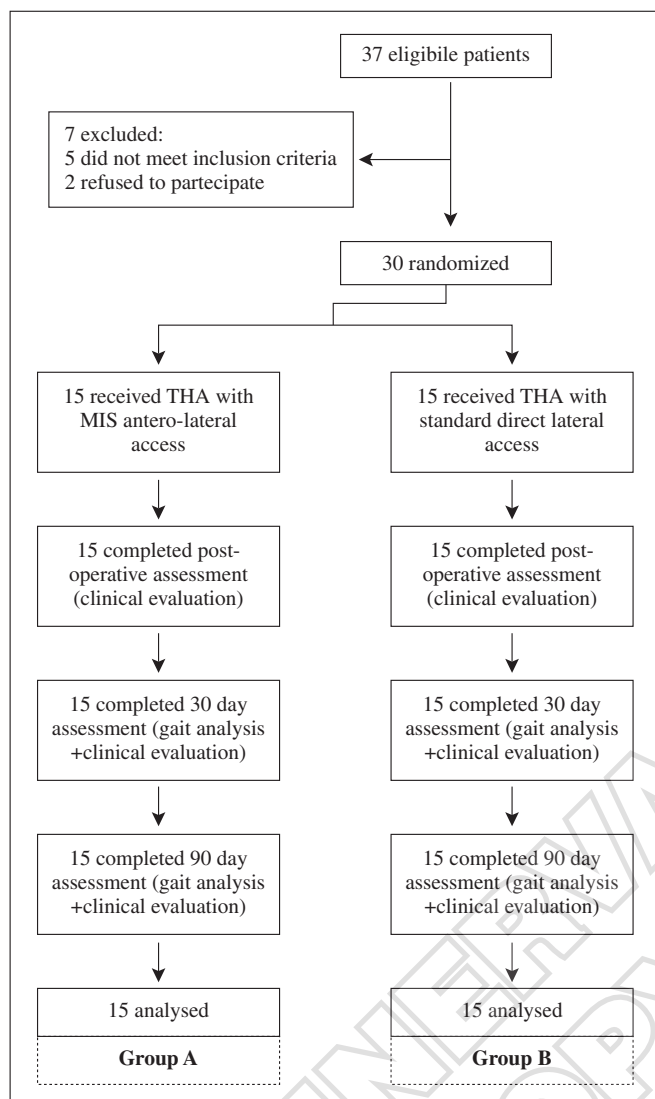 37 eligibile patients
7 excluded:
5 did not meet inclusion criteria
2 refused to partecipate
30 randomized
15 received THA with
MIS antero-lateral
access
15 received THA with
standard direct lateral
access
15 completed post-
operative assessment
(clinical evaluation)
15 completed post-
operative assessment
(clinical evaluation)
15 completed 30 day
assessment (gait analysis
+clinical evaluation)
15 completed 30 day
assessment (gait analysis
+clinical evaluation)
15 completed 90 day
assessment (gait analysis
+clinical evaluation)
15 completed 90 day
assessment (gait analysis
+clinical evaluation)
15 analysed
15 analysed
Group A
Group B